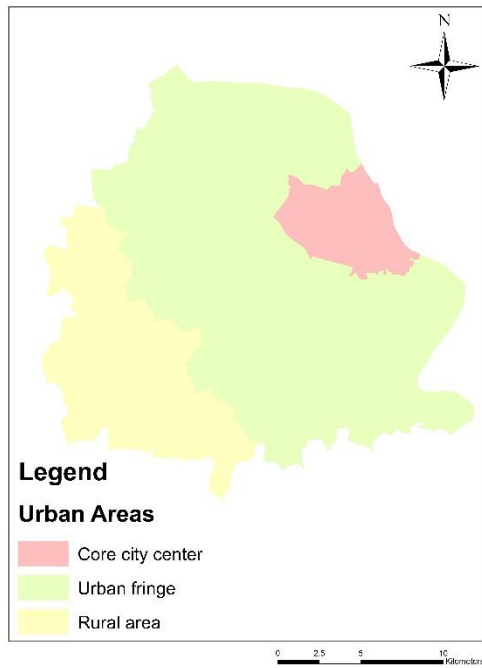 N
Legend
Urban Areas
Core city center
Urban fringe
Rural area
0 2.5 5 10
Kilometers